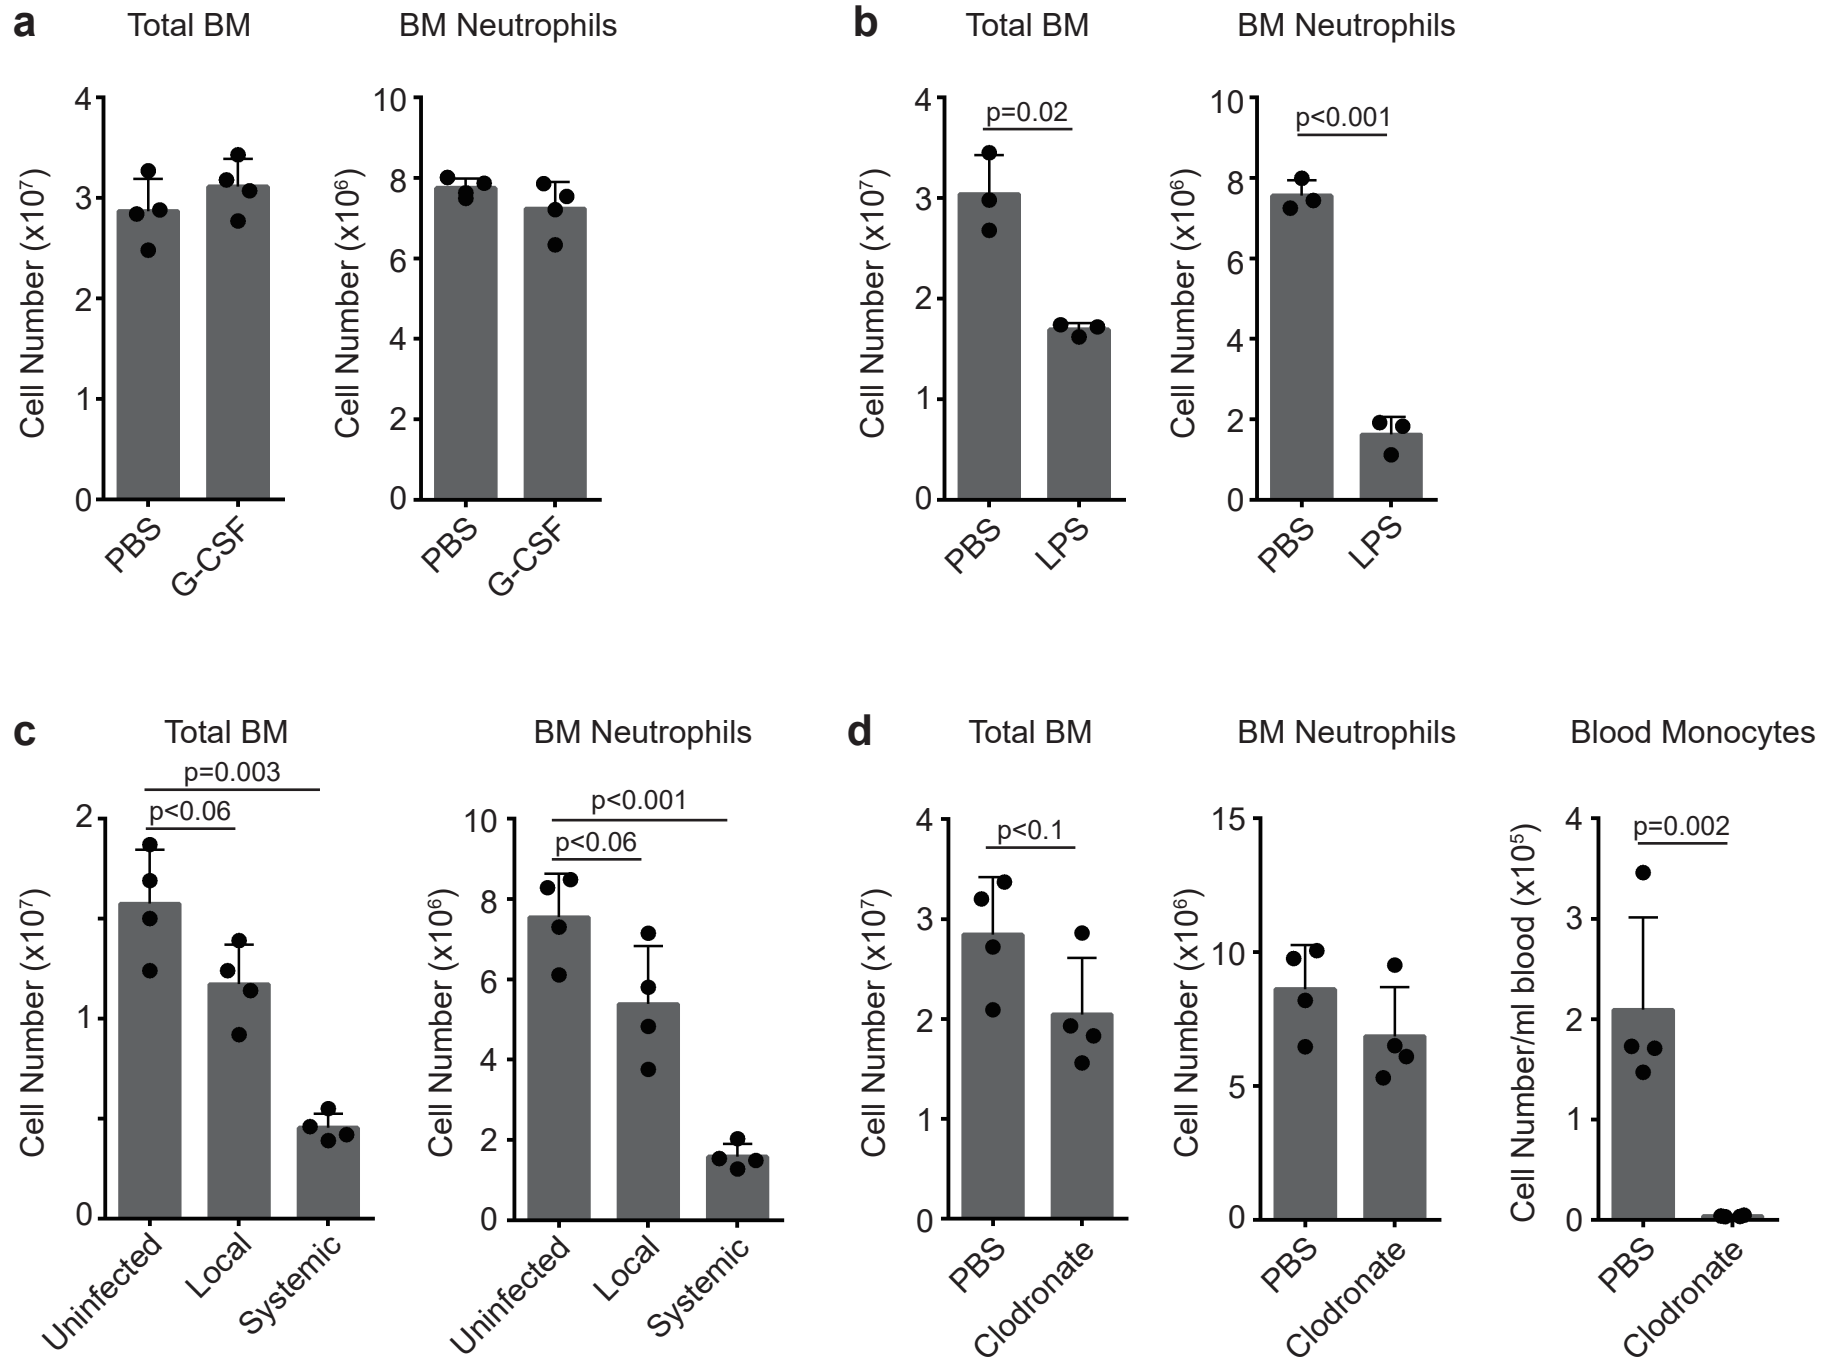 a
Total BM
BM Neutrophils
Cell Number (x10⁷)
4
3
2
1
0
PBS
G-CSF
Cell Number (x10⁶)
10
8
6
4
2
0
PBS
G-CSF
b
Total BM
BM Neutrophils
Cell Number (x10⁷)
4
3
2
1
0
p=0.02
PBS
LPS
Cell Number (x10⁶)
10
8
6
4
2
0
p<0.001
PBS
LPS
c
Total BM
BM Neutrophils
p=0.003
p<0.06
Cell Number (x10⁷)
2
1
0
Uninfected
Local
Systemic
p<0.001
p<0.06
Cell Number (x10⁶)
10
8
6
4
2
0
Uninfected
Local
Systemic
d
Total BM
BM Neutrophils
Blood Monocytes
Cell Number (x10⁷)
4
3
2
1
0
p<0.1
PBS
Clodronate
Cell Number (x10⁶)
15
10
5
0
PBS
Clodronate
Cell Number/ml blood (x10⁵)
4
3
2
1
0
p=0.002
PBS
Clodronate